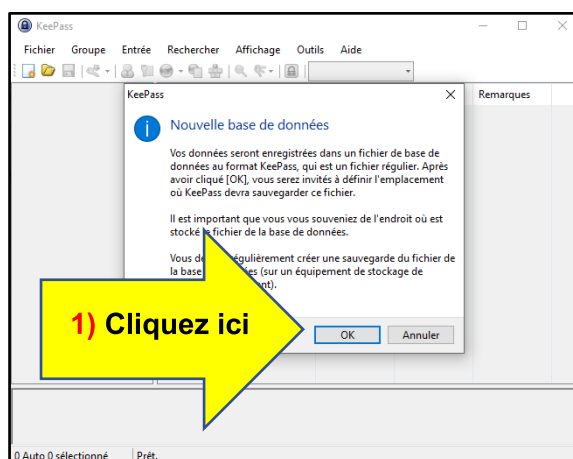 KeePass
Fichier Groupe Entrée Rechercher Affichage Outils Aide
KeePass
Remarques
Nouvelle base de données
Vos données seront enregistrées dans un fichier de base de
données au format KeePass, qui est un fichier régulier. Après
avoir cliqué [OK], vous serez invités à définir l'emplacement
où KeePass devra sauvegarder ce fichier.
Il est important que vous vous souveniez de l'endroit où est
stocké fichier de la base de données.
Vous régulièrement créer une sauvegarde du fichier de
la base (sur un équipement de stockage de
1) Cliquez ici
OK Annuler
0 Auto 0 sélectionné Prêt.